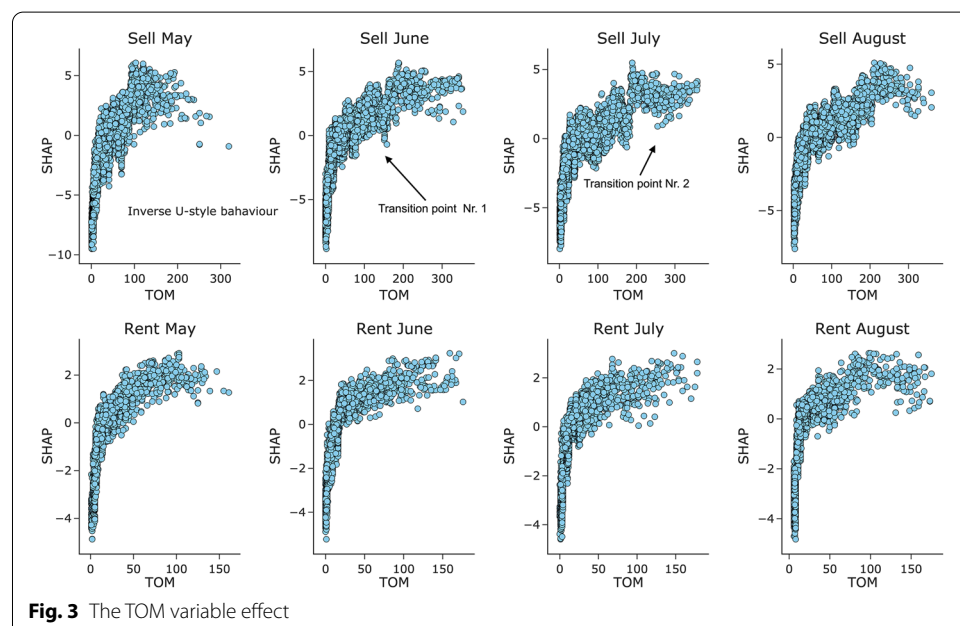 Sell May
Sell June
Sell July
Sell August
SHAP
5
0
−5
−10
0
100
200
300
TOM
Inverse U-style bahaviour
SHAP
5
0
−5
0
100
200
300
TOM
Transition point Nr. 1
SHAP
5
0
−5
0
100
200
300
TOM
Transition point Nr. 2
SHAP
5
0
−5
0
100
200
300
TOM
Rent May
Rent June
Rent July
Rent August
SHAP
2
0
−2
−4
0
50
100
150
TOM
SHAP
2
0
−2
−4
0
50
100
150
TOM
SHAP
2
0
−2
−4
0
50
100
150
TOM
SHAP
2
0
−2
−4
0
50
100
150
TOM
Fig. 3 The TOM variable effect